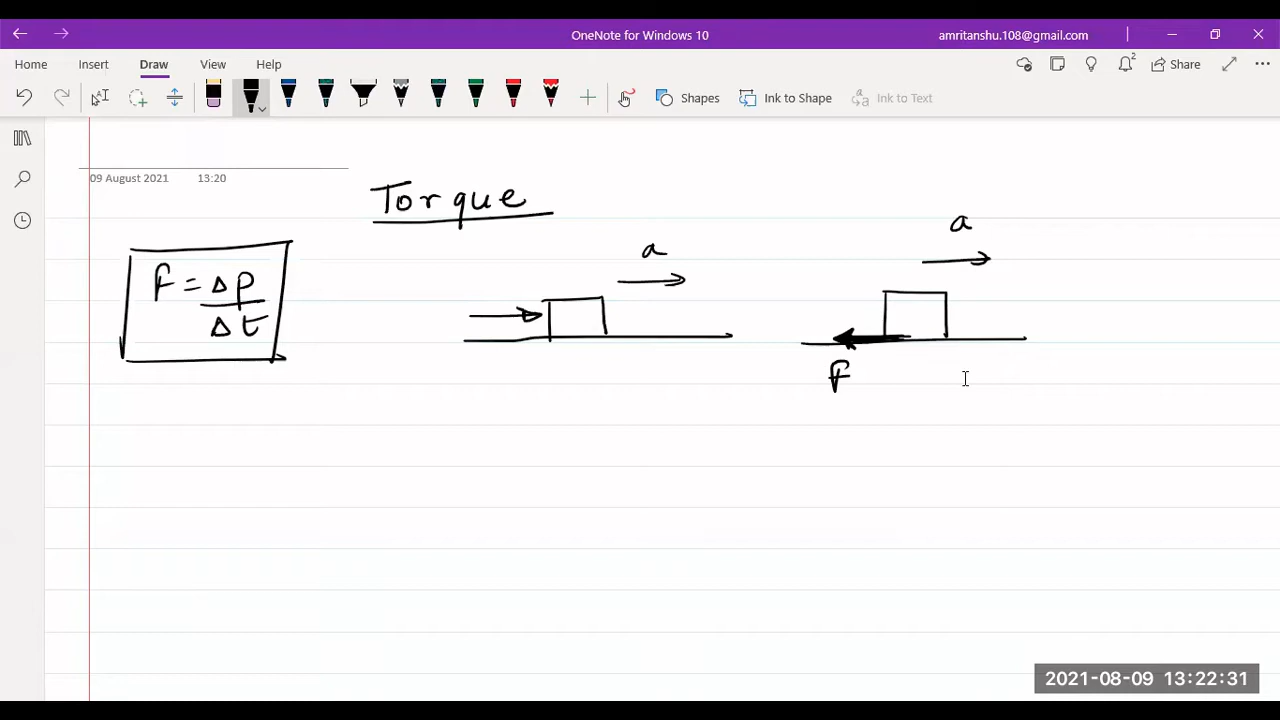 OneNote for Windows 10
amritanshu.108@gmail.com
Home Insert Draw View Help
Share
Shapes
Ink to Shape
Ink to Text
09 August 2021 13:20
Torque
F = Δp
Δt
a
a
F
2021-08-09 13:22:31